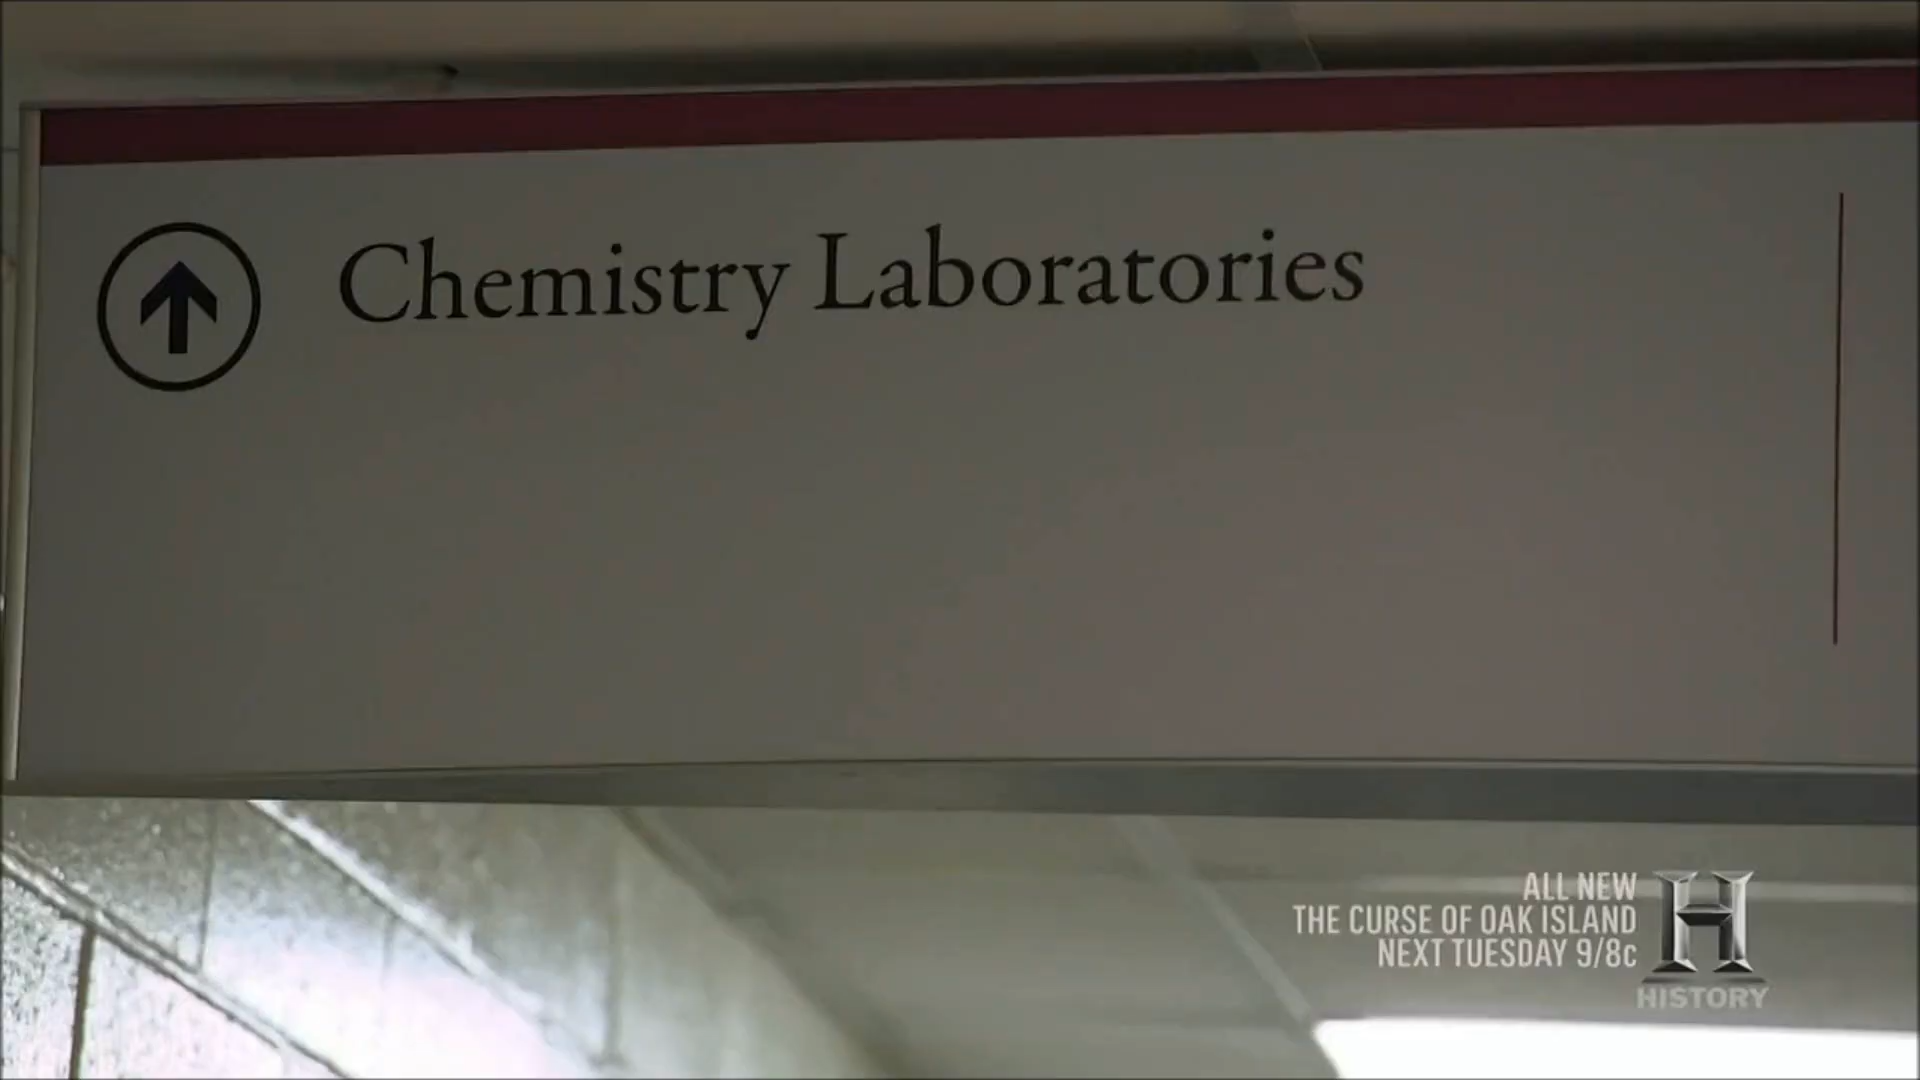 Chemistry Laboratories
ALL NEW
THE CURSE OF OAK ISLAND
NEXT TUESDAY 9/8c
H
HISTORY